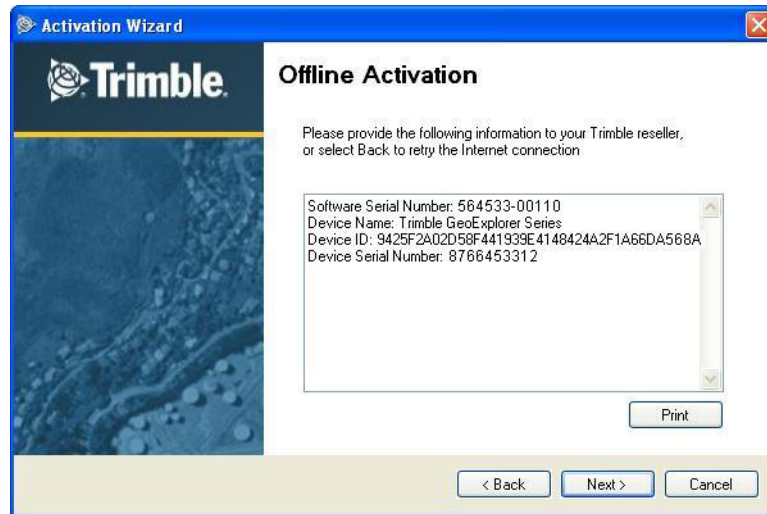 Activation Wizard
Trimble.
Offline Activation
Please provide the following information to your Trimble reseller,
or select Back to retry the Internet connection
Software Serial Number: 564533-00110
Device Name: Trimble GeoExplorer Series
Device ID: 9425F2A02D58F441939E4148424A2F1A66DA568A
Device Serial Number: 8766453312
Print
< Back
Next >
Cancel